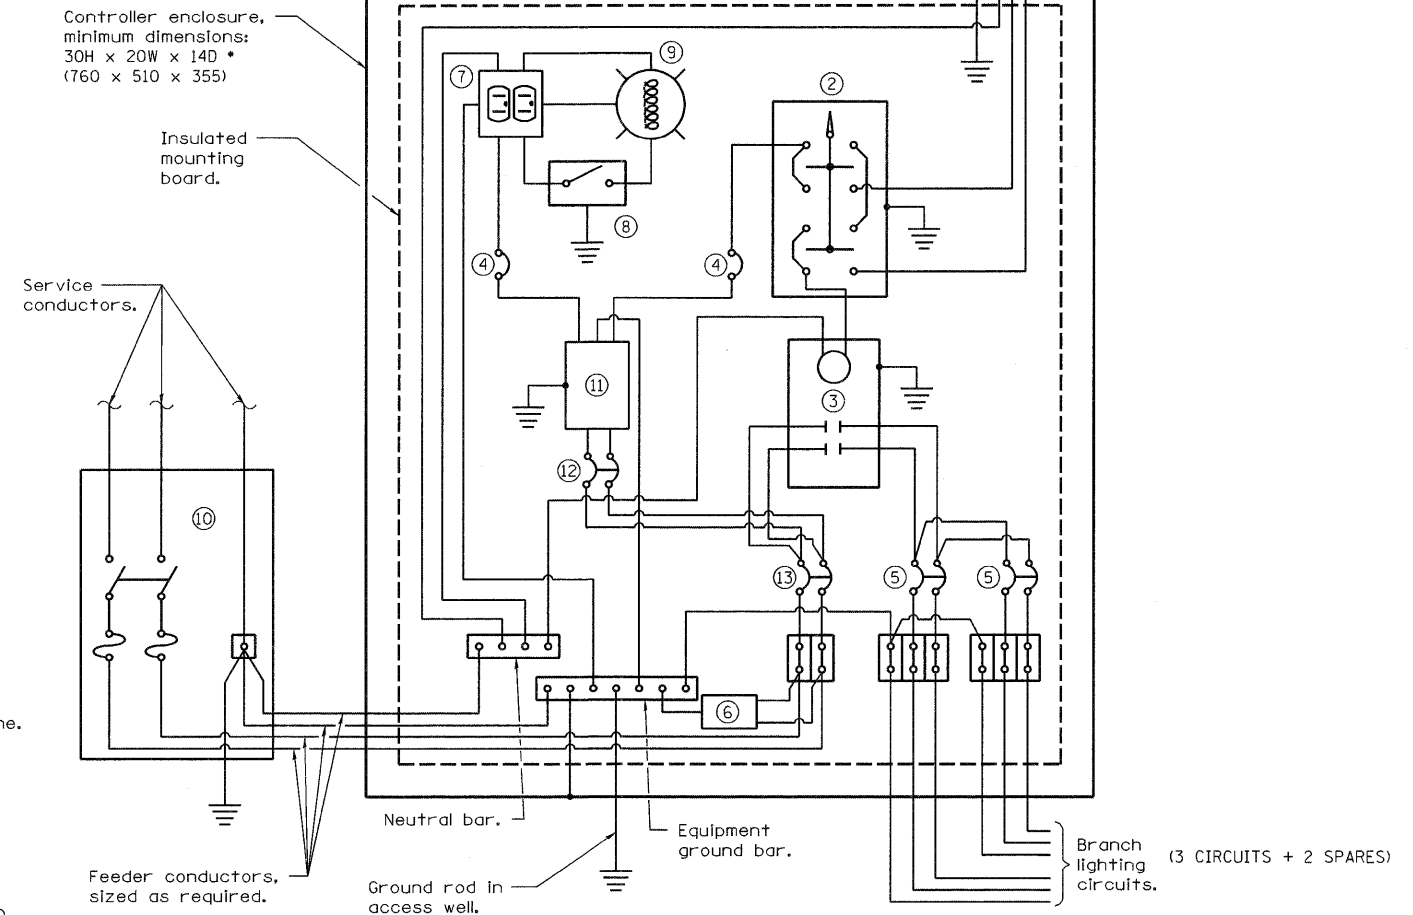 Controller enclosure,
minimum dimensions:
30H x 20W x 14D *
(760 x 510 x 355)
Insulated
mounting
board.
7
9
2
8
4
4
Service
conductors.
11
3
12
10
13
5
5
6
ne.
Neutral bar.
Equipment
ground bar.
Feeder conductors,
sized as required.
Ground rod in
access well.
Branch
lighting
circuits.
(3 CIRCUITS + 2 SPARES)